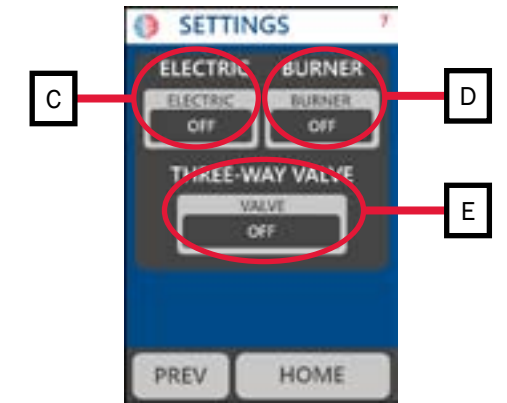 SETTINGS 7
ELECTRIC BURNER
ELECTRIC BURNER
OFF OFF
C
D
THREE-WAY VALVE
VALVE
OFF
E
PREV HOME